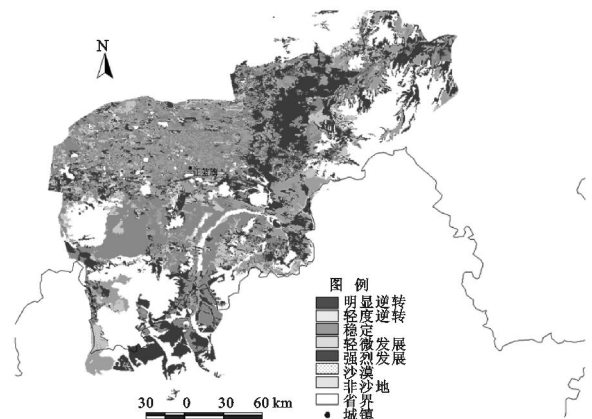 N
图 例
明显逆转
轻度逆转
稳定
轻微发展
强烈发展
沙漠
非沙地
省界
城镇
30 0 30 60 km